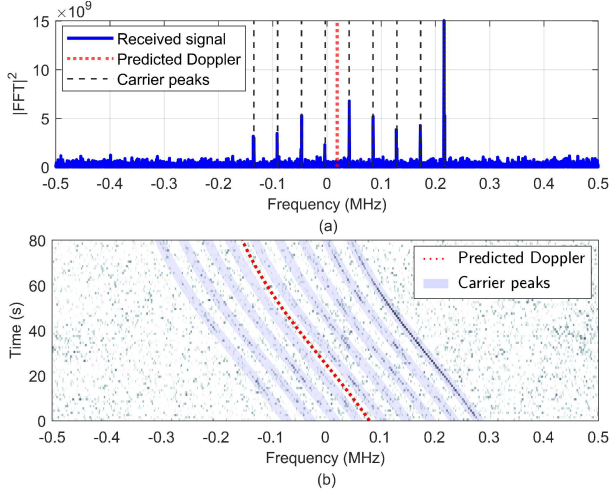 ×10^9
15
10
5
0
|FFT|^2
Received signal
Predicted Doppler
Carrier peaks
-0.5 -0.4 -0.3 -0.2 -0.1 0 0.1 0.2 0.3 0.4 0.5
Frequency (MHz)
(a)
80
60
40
20
0
Time (s)
Predicted Doppler
Carrier peaks
-0.5 -0.4 -0.3 -0.2 -0.1 0 0.1 0.2 0.3 0.4 0.5
Frequency (MHz)
(b)